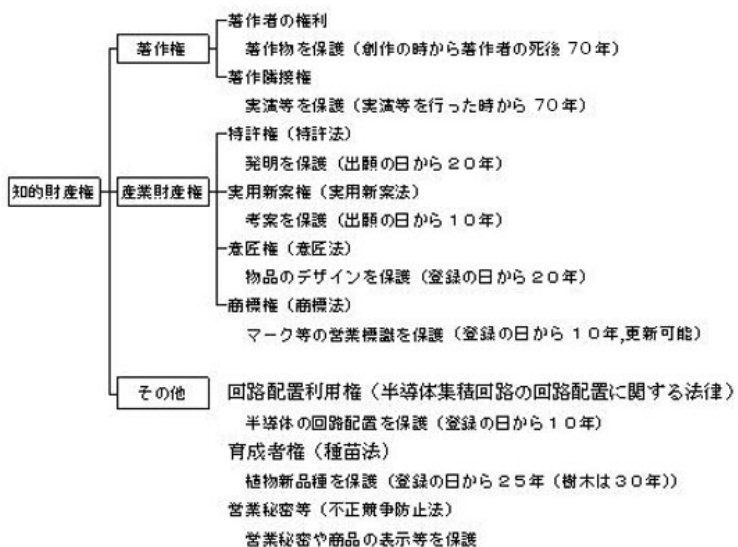 著作者の権利
著作権
著作物を保護（創作の時から著作者の死後 70年）
著作隣接権
実演等を保護（実演等を行った時から 70年）
特許権（特許法）
発明を保護（出願の日から２０年）
知的財産権
産業財産権
実用新案権（実用新案法）
考案を保護（出願の日から１０年）
意匠権（意匠法）
物品のデザインを保護（登録の日から２０年）
商標権（商標法）
マーク等の営業標識を保護（登録の日から１０年,更新可能）
その他
回路配置利用権（半導体集積回路の回路配置に関する法律）
半導体の回路配置を保護（登録の日から１０年）
育成者権（種苗法）
植物新品種を保護（登録の日から２５年（樹木は３０年））
営業秘密等（不正競争防止法）
営業秘密や商品の表示等を保護